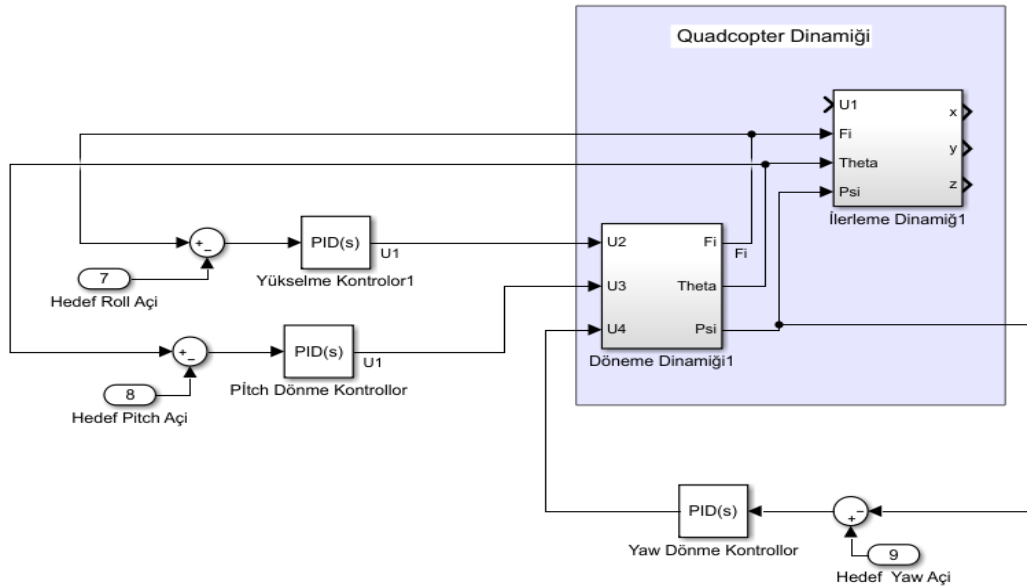 Quadcopter Dinamiği
U1
Fi
Theta
Psi
x
y
z
İlerleme Dinamiğ1
PID(s)
U1
Yükselme Kontrolor1
7
Hedef Roll Açi
U2
U3
U4
Fi
Theta
Psi
Fi
Döneme Dinamiği1
PID(s)
U1
Pİtch Dönme Kontrollor
8
Hedef Pitch Açi
PID(s)
Yaw Dönme Kontrollor
9
Hedef Yaw Açi